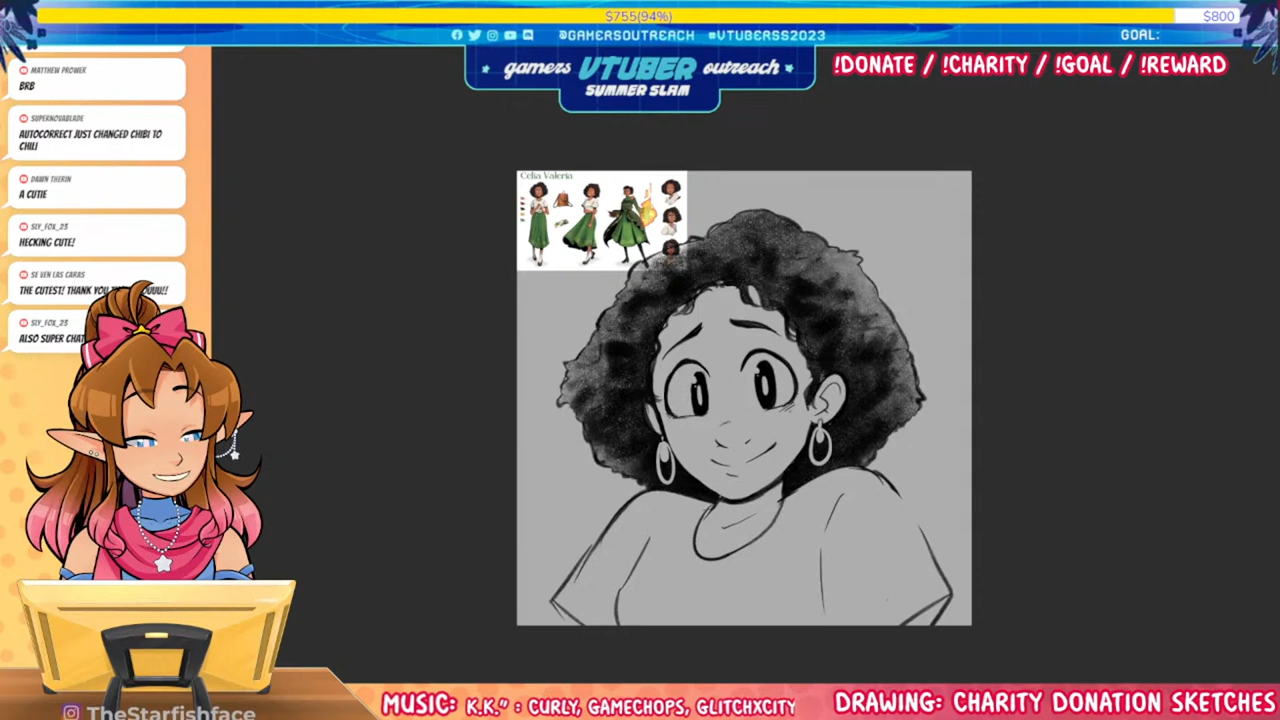 $755(94%)
$800
@GAMERSOUTREACH
#VTUBERSS2023
GOAL:
gamers VTUBER outreach
SUMMER SLAM
!DONATE / !CHARITY / !GOAL / !REWARD
MATTHEW PROWER
BRB
SUPERNOVABLADE
AUTOCORRECT JUST CHANGED CHIBI TO
CHILI
DAWN THERIN
A CUTIE
SLY_FOX_23
HECKING CUTE!
SE VEN LAS CARAS
THE CUTEST! THANK YOU
SLY_FOX_23
ALSO SUPER
Celia Valeria
TheStarfishface
MUSIC: K.K." : CURLY, GAMECHOPS, GLITCHXCITY
DRAWING: CHARITY DONATION SKETCHES